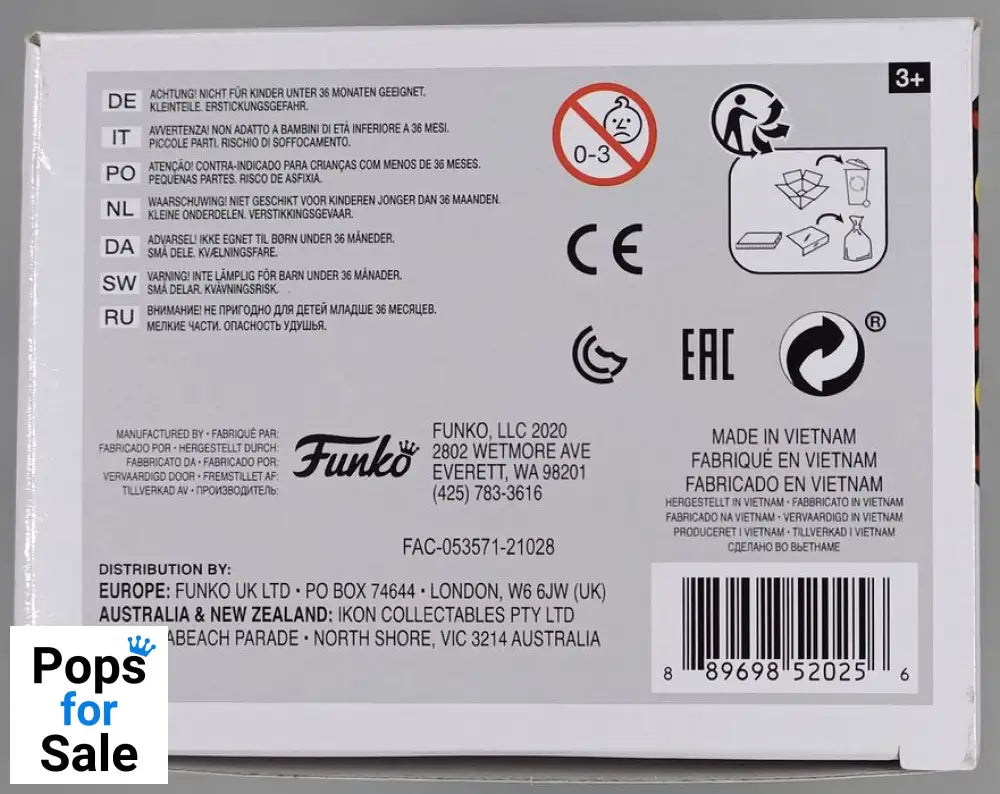 3+
DE ACHTUNG! NICHT FÜR KINDER UNTER 36 MONATEN GEEIGNET.
KLEINTEILE. ERSTICKUNGSGEFAHR.
IT AVVERTENZA! NON ADATTO A BAMBINI DI ETÀ INFERIORE A 36 MESI.
PICCOLE PARTI. RISCHIO DI SOFFOCAMENTO.
PO ATENÇÃO! CONTRA-INDICADO PARA CRIANÇAS COM MENOS DE 36 MESES.
PEQUENAS PARTES. RISCO DE ASFIXIA.
NL WAARSCHUWING! NIET GESCHIKT VOOR KINDEREN JONGER DAN 36 MAANDEN.
KLEINE ONDERDELEN. VERSTIKKINGSGEVAAR.
DA ADVARSEL! IKKE EGNET TIL BØRN UNDER 36 MÅNEDER.
SMÅ DELE. KVÆLNINGSFARE.
SW VARNING! INTE LÄMPLIG FÖR BARN UNDER 36 MÅNADER.
SMÅ DELAR. KVÄVNINGSRISK.
RU ВНИМАНИЕ! НЕ ПРИГОДНО ДЛЯ ДЕТЕЙ МЛАДШЕ 36 МЕСЯЦЕВ.
МЕЛКИЕ ЧАСТИ. ОПАСНОСТЬ УДУШЬЯ.
0-3
CE
EAC
®
MANUFACTURED BY • FABRIQUÉ PAR:
FABRICADO POR • HERGESTELLT DURCH:
FABBRICATO DA • FABRICADO POR:
VERVAARDIGD DOOR • FREMSTILLET AF:
TILLVERKAD AV • ПРОИЗВОДИТЕЛЬ:
Funko
FUNKO, LLC 2020
2802 WETMORE AVE
EVERETT, WA 98201
(425) 783-3616
MADE IN VIETNAM
FABRIQUÉ EN VIETNAM
FABRICADO EN VIETNAM
HERGESTELLT IN VIETNAM • FABBRICATO IN VIETNAM
FABRICADO NA VIETNAM • VERVAARDIGD IN VIETNAM
PRODUCERET I VIETNAM • TILLVERKAD I VIETNAM
СДЕЛАНО ВО ВЬЕТНАМЕ
FAC-053571-21028
DISTRIBUTION BY:
EUROPE: FUNKO UK LTD • PO BOX 74644 • LONDON, W6 6JW (UK)
AUSTRALIA & NEW ZEALAND: IKON COLLECTABLES PTY LTD
ABEACH PARADE • NORTH SHORE, VIC 3214 AUSTRALIA
8 89698 52025 6
Pops
for
Sale